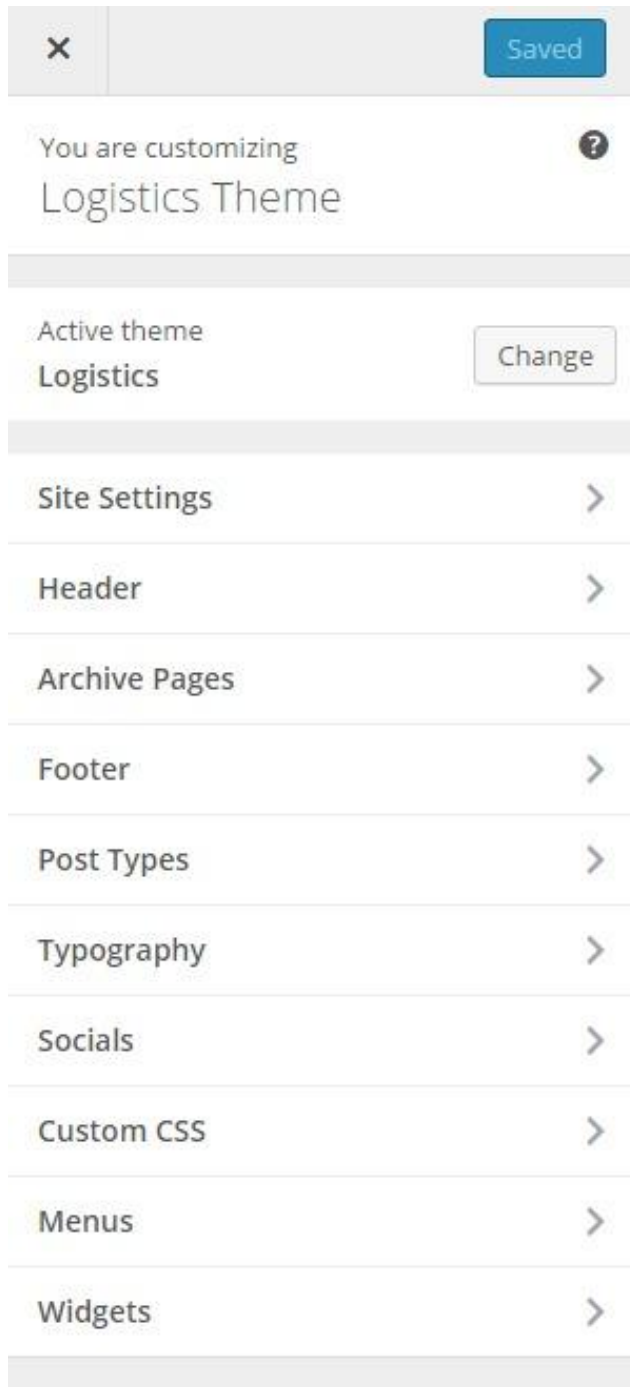 Saved
You are customizing
Logistics Theme
Active theme
Logistics
Change
Site Settings
Header
Archive Pages
Footer
Post Types
Typography
Socials
Custom CSS
Menus
Widgets